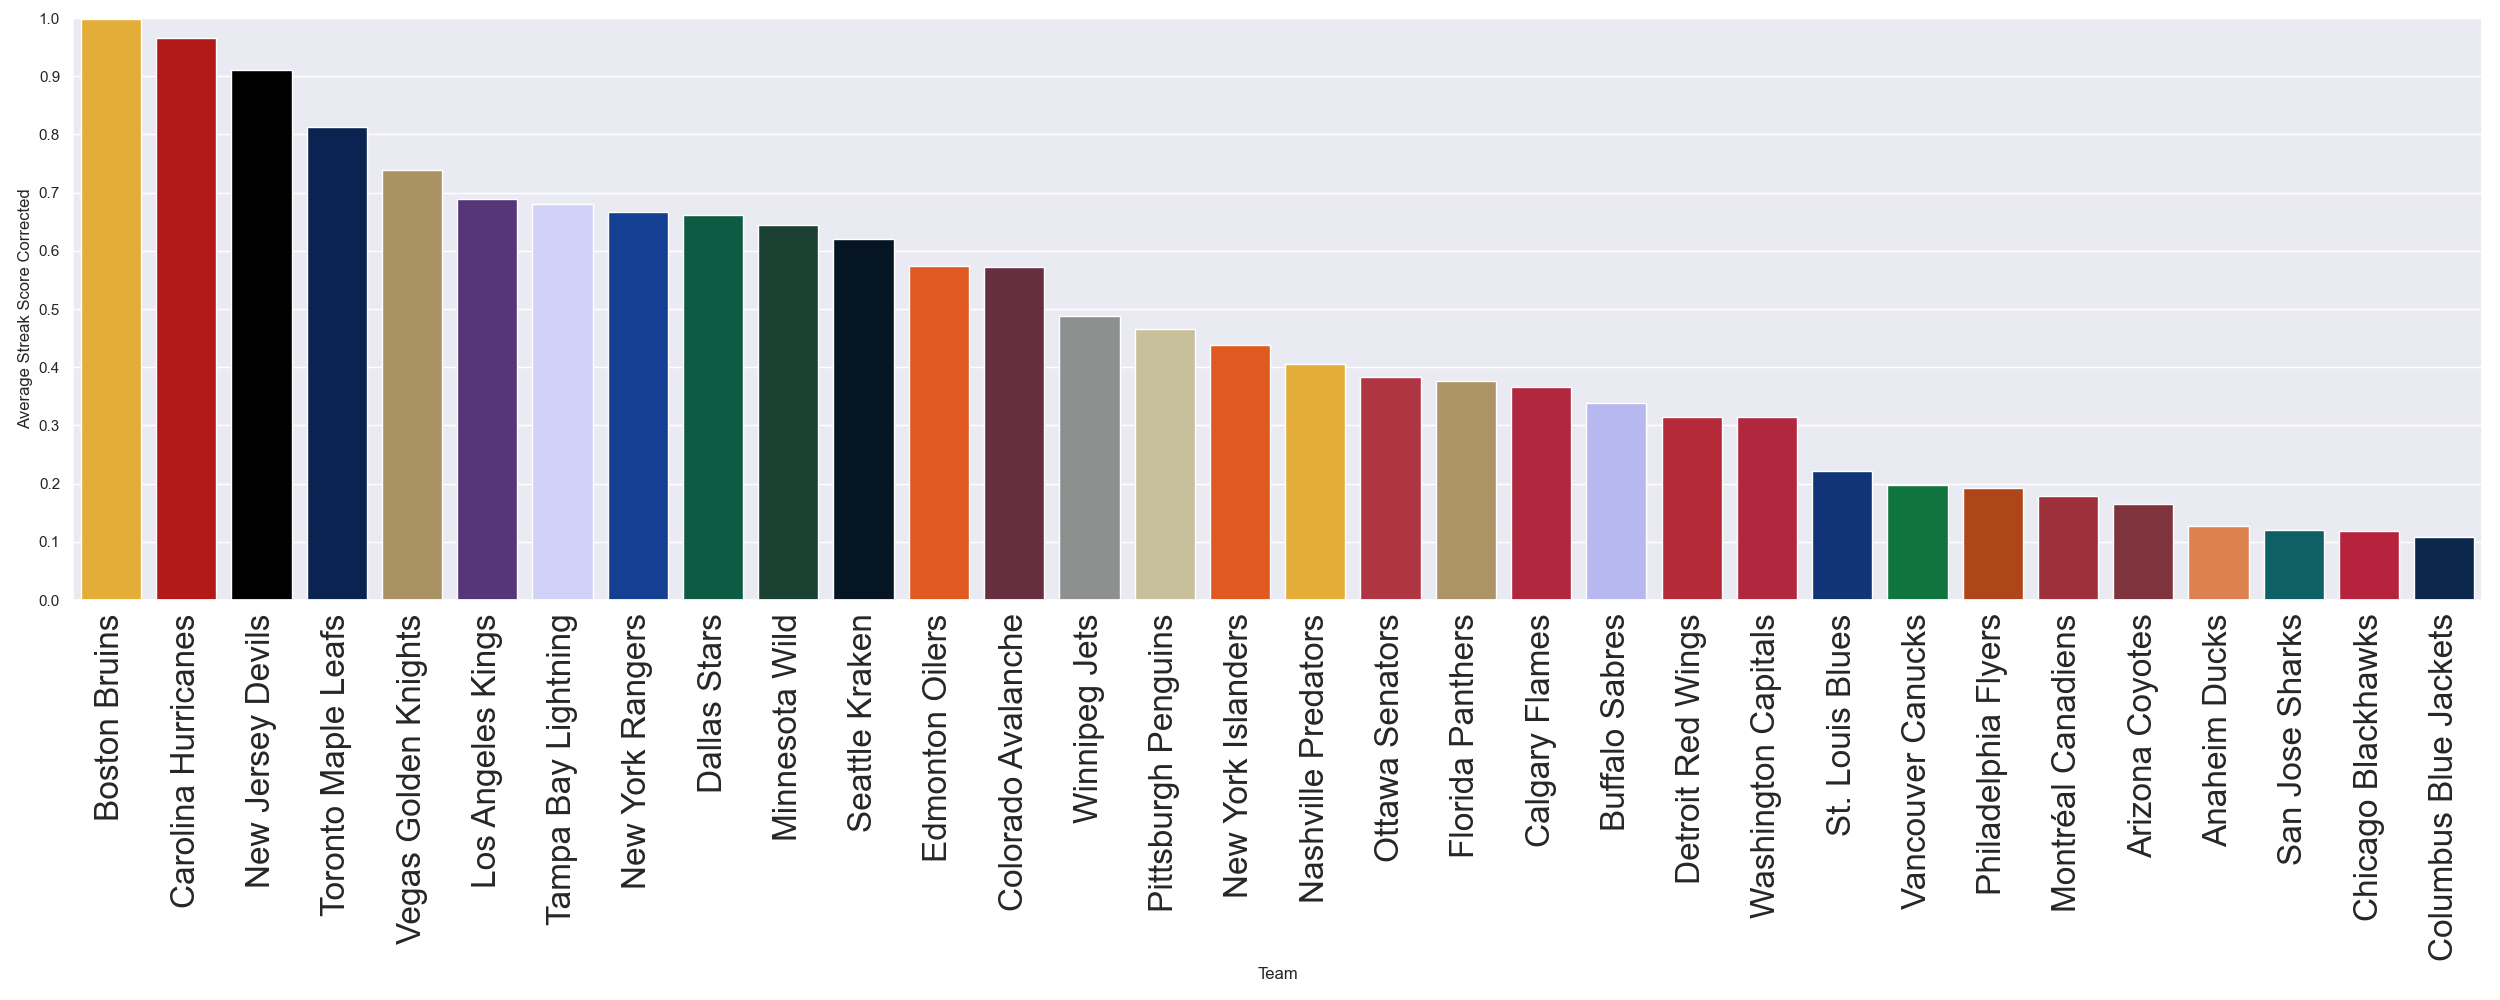 Average Streak Score Corrected
1.0
0.9
0.8
0.7
0.6
0.5
0.4
0.3
0.2
0.1
0.0
Boston Bruins
Carolina Hurricanes
New Jersey Devils
Toronto Maple Leafs
Vegas Golden Knights
Los Angeles Kings
Tampa Bay Lightning
New York Rangers
Dallas Stars
Minnesota Wild
Seattle Kraken
Edmonton Oilers
Colorado Avalanche
Winnipeg Jets
Pittsburgh Penguins
New York Islanders
Nashville Predators
Ottawa Senators
Florida Panthers
Calgary Flames
Buffalo Sabres
Detroit Red Wings
Washington Capitals
St. Louis Blues
Vancouver Canucks
Philadelphia Flyers
Montréal Canadiens
Arizona Coyotes
Anaheim Ducks
San Jose Sharks
Chicago Blackhawks
Columbus Blue Jackets
Team